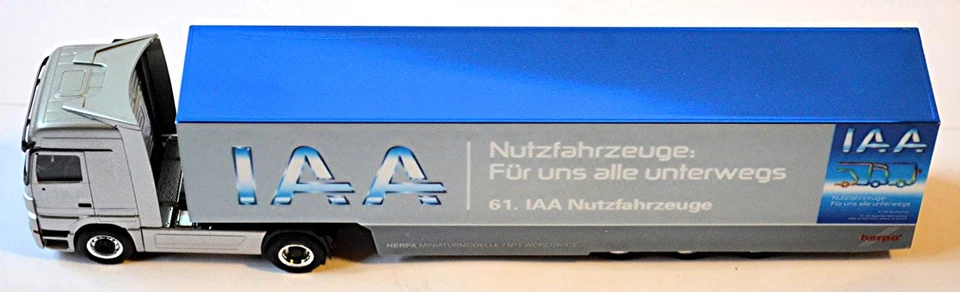 IAA
Nutzfahrzeuge:
Für uns alle unterwegs
61. IAA Nutzfahrzeuge
HERPA MINIATURMODELLE / NO 1 WORLDWIDE
IAA
Nutzfahrzeuge:
Für uns alle unterwegs
herpa